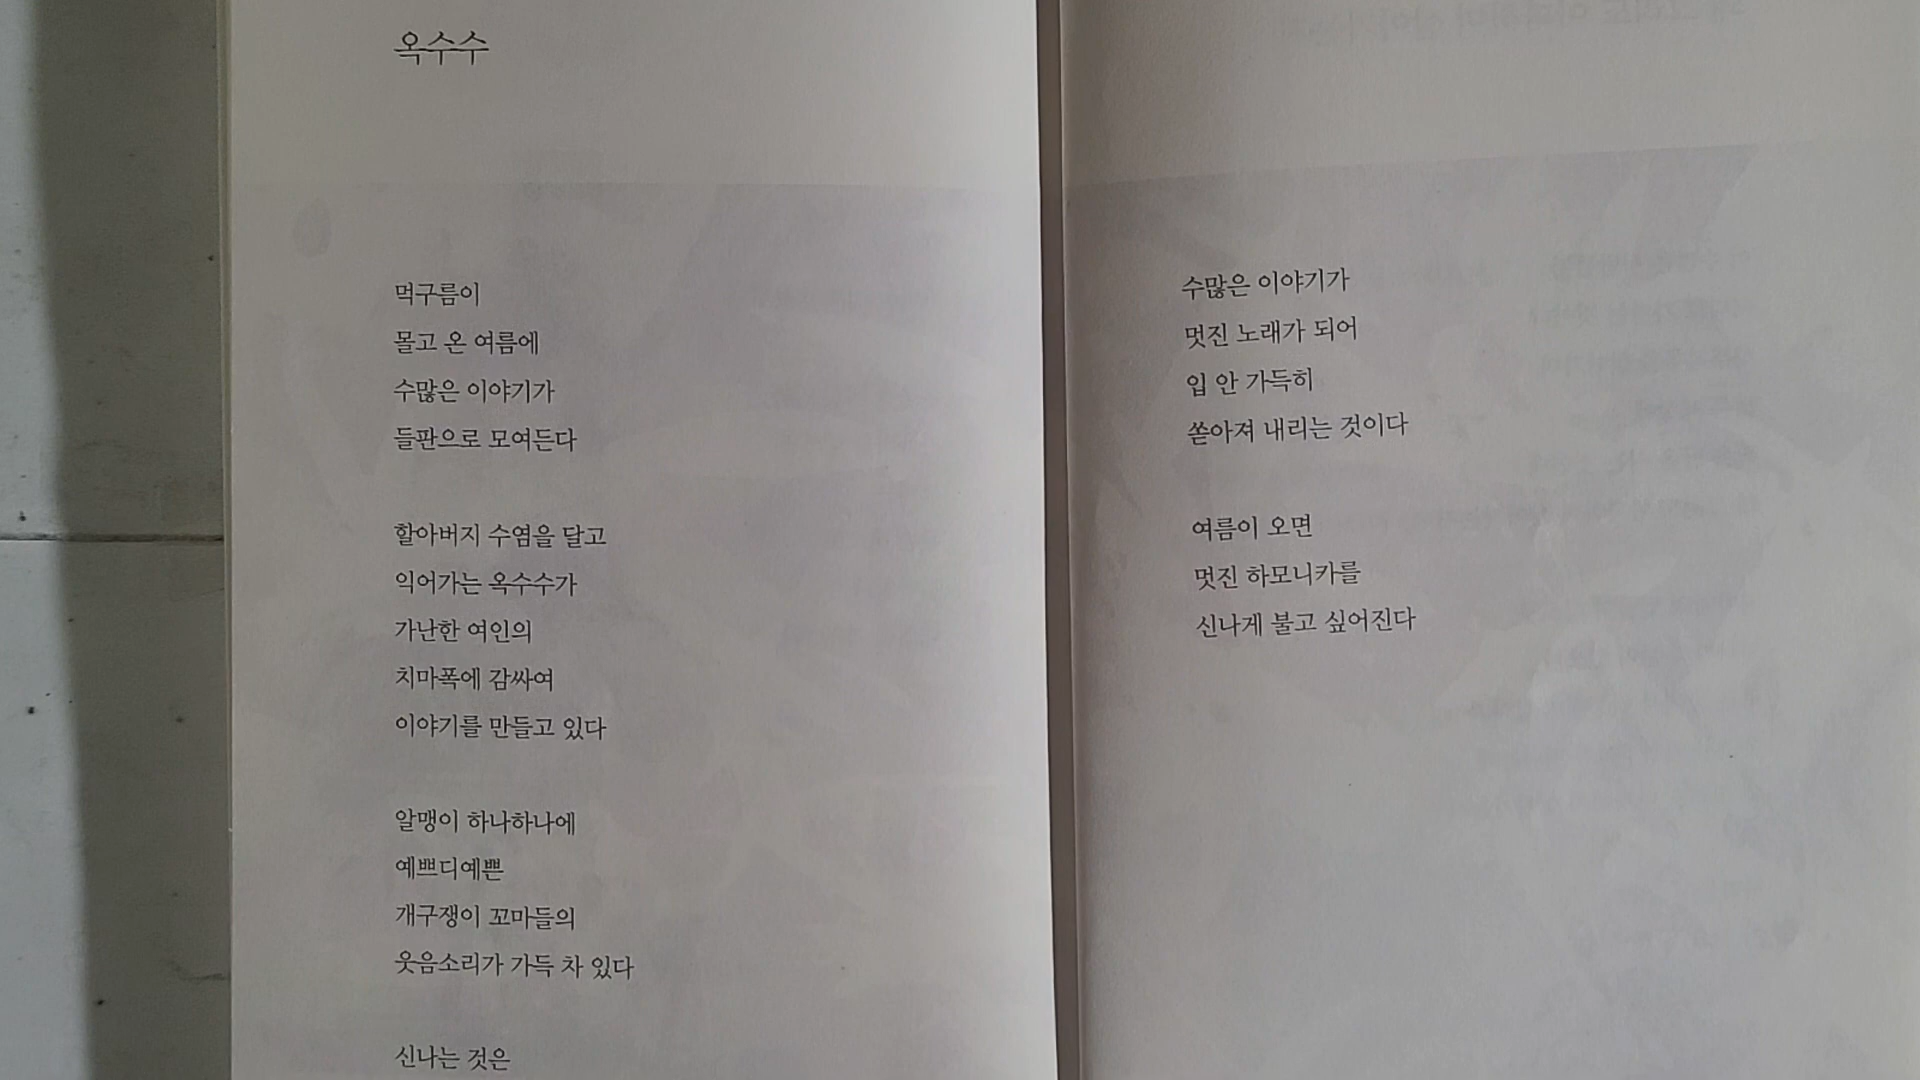 옥수수
먹구름이
몰고 온 여름에
수많은 이야기가
들판으로 모여든다
할아버지 수염을 달고
익어가는 옥수수가
가난한 여인의
치마폭에 감싸여
이야기를 만들고 있다
알맹이 하나하나에
예쁘디예쁜
개구쟁이 꼬마들의
웃음소리가 가득 차 있다
신나는 것은
수많은 이야기가
멋진 노래가 되어
입 안 가득히
쏟아져 내리는 것이다
여름이 오면
멋진 하모니카를
신나게 불고 싶어진다